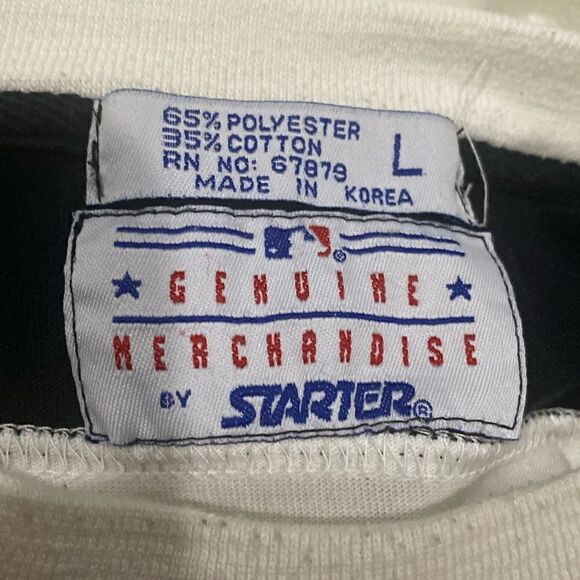 65% POLYESTER
35% COTTON
RN NO: 67879
MADE IN KOREA
L
GENUINE
MERCHANDISE
BY STARTER®